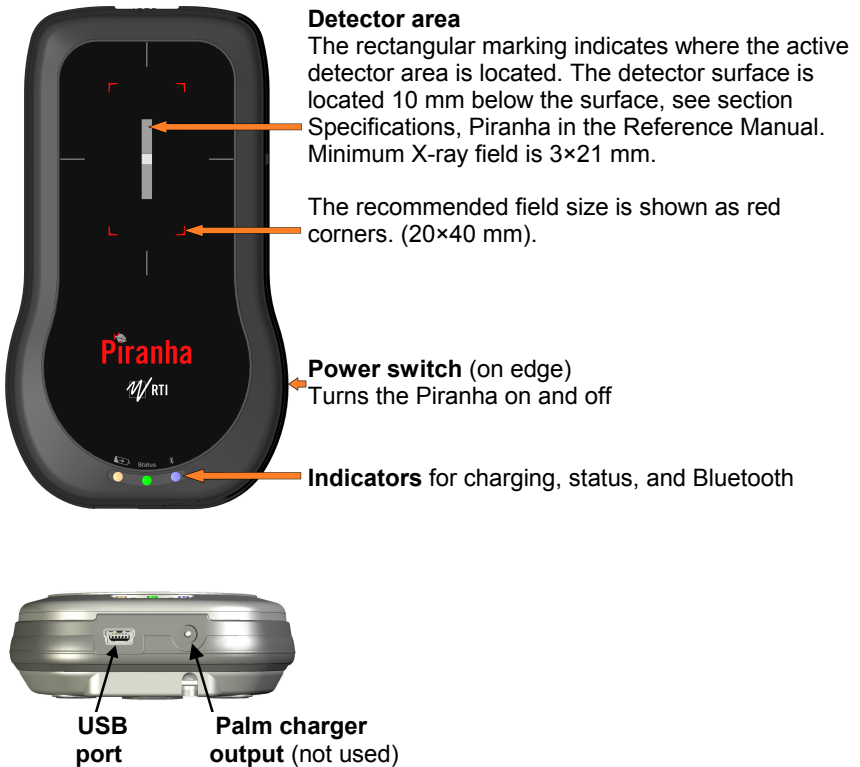 Detector area
The rectangular marking indicates where the active
detector area is located. The detector surface is
located 10 mm below the surface, see section
Specifications, Piranha in the Reference Manual.
Minimum X-ray field is 3×21 mm.
The recommended field size is shown as red
corners. (20×40 mm).
Piranha
RTI
Power switch (on edge)
Turns the Piranha on and off
Status
Indicators for charging, status, and Bluetooth
USB
port
Palm charger
output (not used)